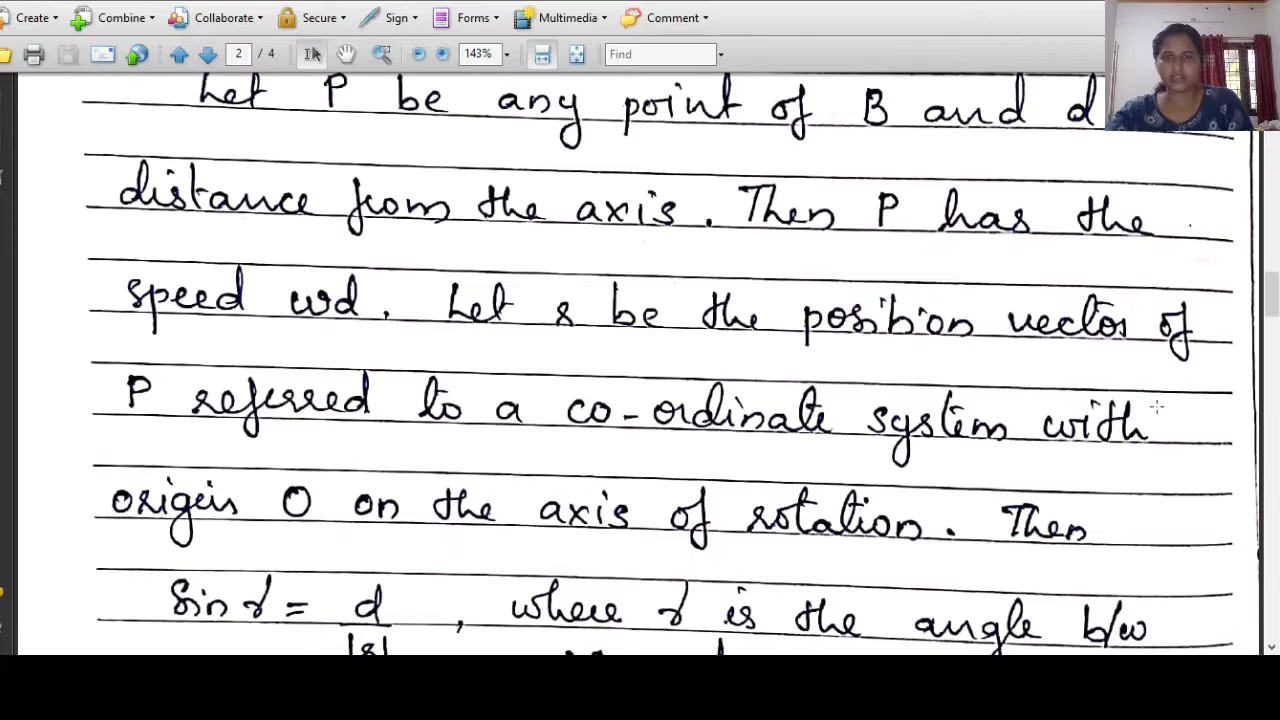 Create Combine Collaborate Secure Sign Forms Multimedia Comment
2 / 4 143% Find
Let P be any point of B and d
distance from the axis. Then P has the
speed wd. Let r be the position vector of
P referred to a co-ordinate system with
origin O on the axis of rotation. Then
Sin γ = d , where γ is the angle b/w
|r|